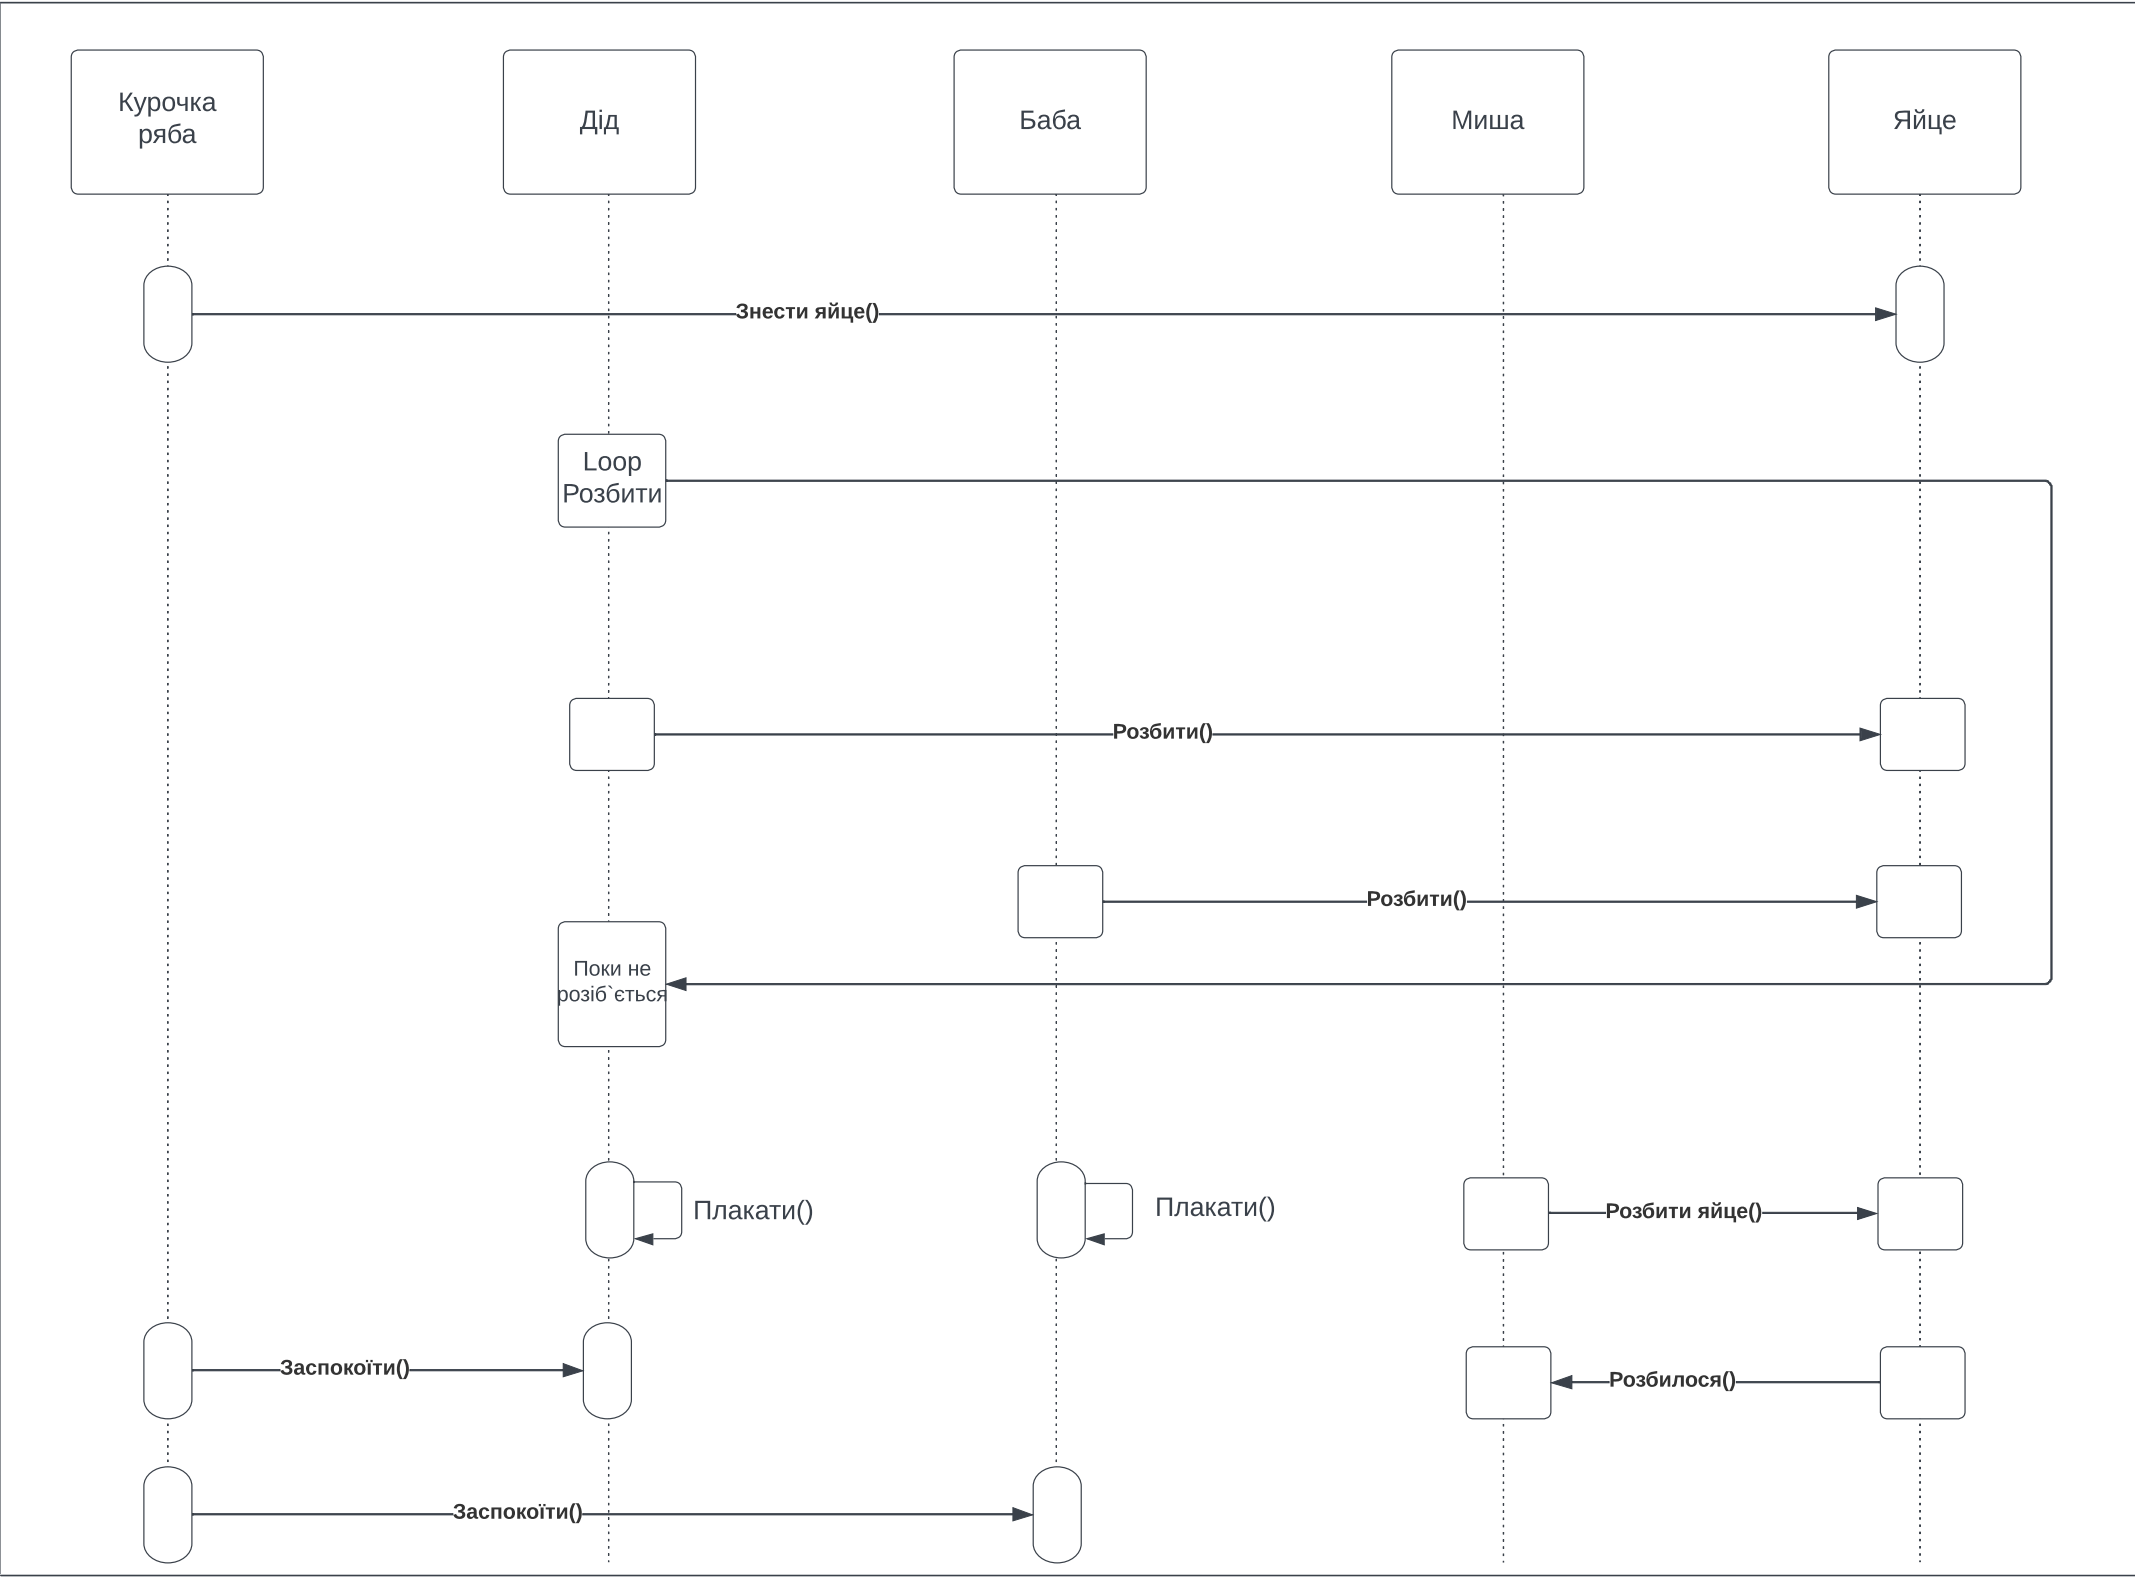 Курочка
ряба
Дід
Баба
Миша
Яйце
Знести яйце()
Loop
Розбити
Розбити()
Розбити()
Поки не
розіб`ється
Плакати()
Плакати()
Розбити яйце()
Заспокоїти()
Розбилося()
Заспокоїти()